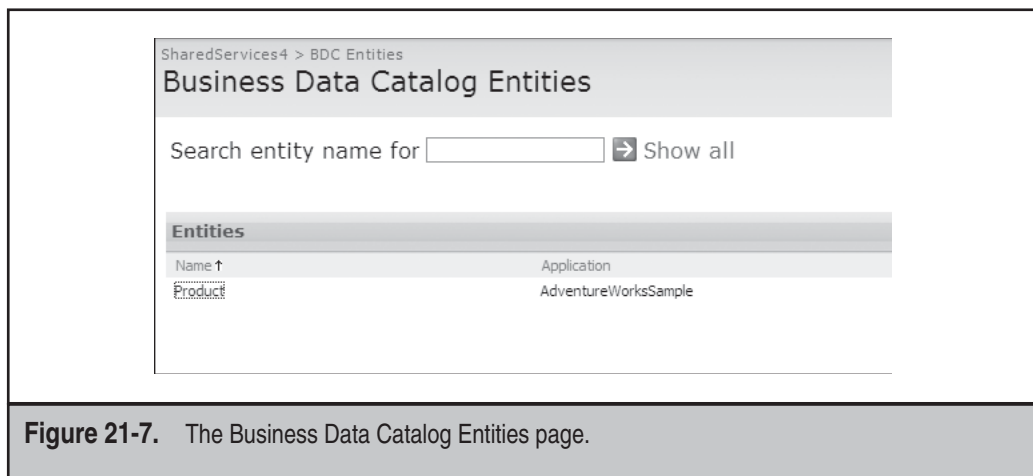 SharedServices4 > BDC Entities
Business Data Catalog Entities
Search entity name for Show all
Entities
Name Application
Product AdventureWorksSample
Figure 21-7. The Business Data Catalog Entities page.